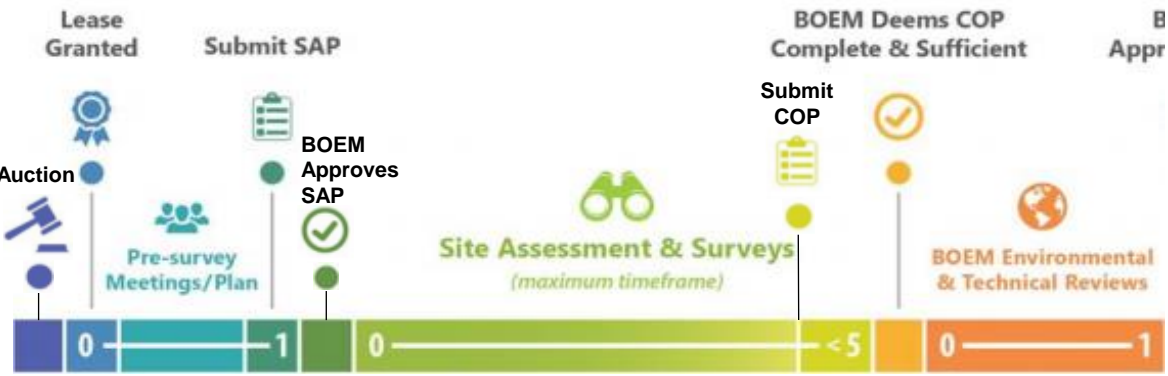 Lease
Granted
Submit SAP
BOEM Deems COP
Complete & Sufficient
B
Appr
Submit
COP
Auction
BOEM
Approves
SAP
Pre-survey
Meetings/Plan
Site Assessment & Surveys
(maximum timeframe)
BOEM Environmental
& Technical Reviews
0 1 0 <5 0 1